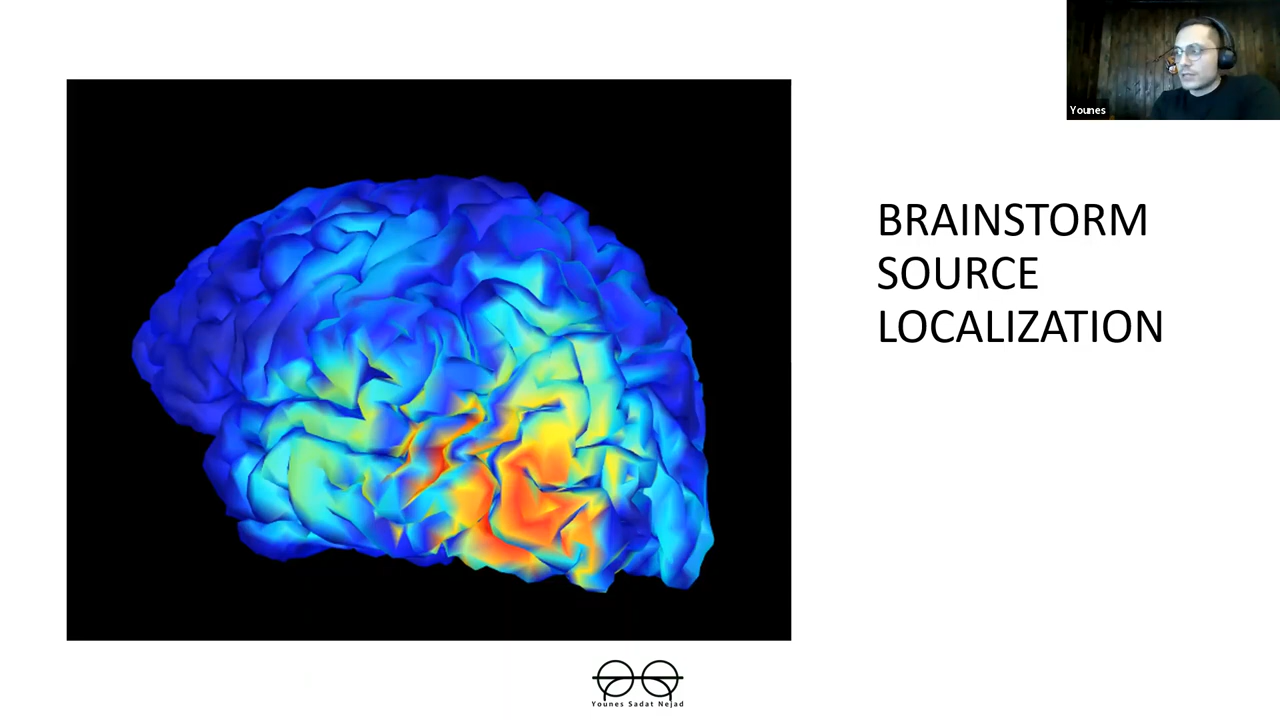 Younes
BRAINSTORM
SOURCE
LOCALIZATION
Younes Sadat Nejad